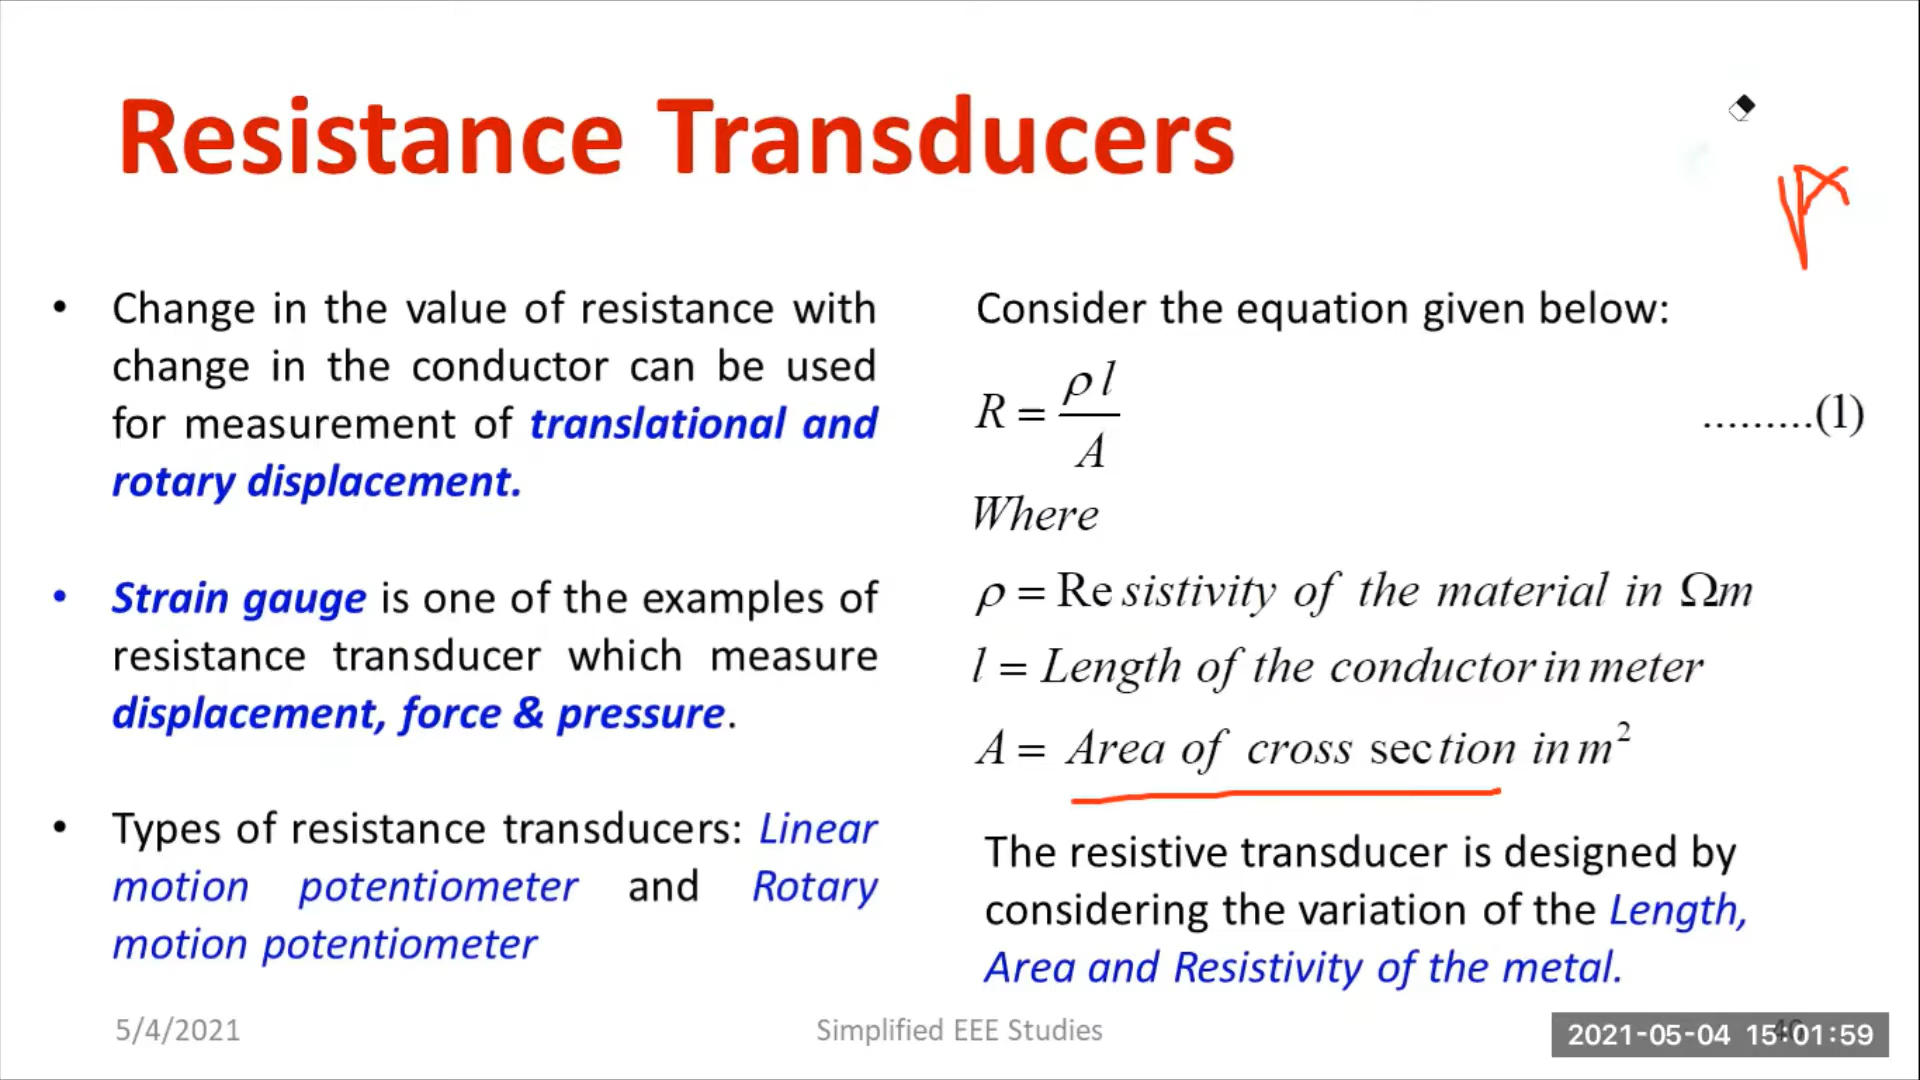 Resistance Transducers
• Change in the value of resistance with
change in the conductor can be used
for measurement of translational and
rotary displacement.
• Strain gauge is one of the examples of
resistance transducer which measure
displacement, force & pressure.
• Types of resistance transducers: Linear
motion potentiometer and Rotary
motion potentiometer
Consider the equation given below:
R = ρ l / A .........(1)
Where
ρ = Re sistivity of the material in Ωm
l = Length of the conductor in meter
A = Area of cross section in m²
The resistive transducer is designed by
considering the variation of the Length,
Area and Resistivity of the metal.
5/4/2021
Simplified EEE Studies
2021-05-04 15:01:59